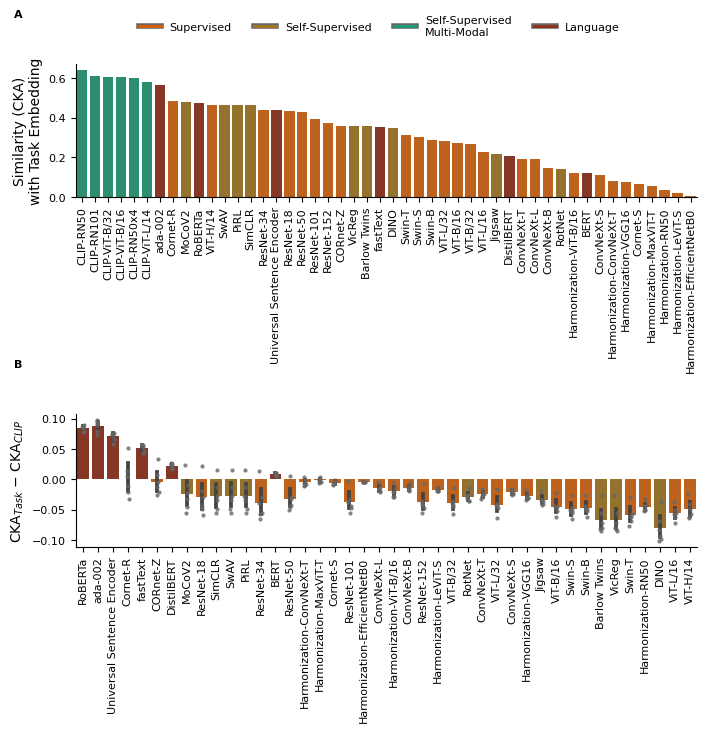 A
Supervised
Self-Supervised
Self-Supervised
Multi-Modal
Language
Similarity (CKA)
with Task Embedding
0.6
0.4
0.2
0.0
CLIP-RN50
CLIP-RN101
CLIP-ViT-B/32
CLIP-ViT-B/16
CLIP-RN50x4
CLIP-ViT-L/14
ada-002
Cornet-R
MoCoV2
RoBERTa
ViT-H/14
SwAV
PiRL
SimCLR
ResNet-34
Universal Sentence Encoder
ResNet-18
ResNet-50
ResNet-101
ResNet-152
CORnet-Z
VicReg
Barlow Twins
fastText
DINO
Swin-T
Swin-S
Swin-B
ViT-L/32
ViT-B/16
ViT-B/32
ViT-L/16
Jigsaw
DistilBERT
ConvNeXt-T
ConvNeXt-L
ConvNeXt-B
RotNet
Harmonization-ViT-B/16
BERT
ConvNeXt-S
Harmonization-ConvNeXt-T
Harmonization-VGG16
Cornet-S
Harmonization-MaxViT-T
Harmonization-RN50
Harmonization-LeViT-S
Harmonization-EfficientNetB0
B
CKA_Task − CKA_CLIP
0.10
0.05
0.00
−0.05
−0.10
RoBERTa
ada-002
Universal Sentence Encoder
Cornet-R
fastText
CORnet-Z
DistilBERT
MoCoV2
ResNet-18
SimCLR
SwAV
PiRL
ResNet-34
BERT
ResNet-50
Harmonization-ConvNeXt-T
Harmonization-MaxViT-T
Cornet-S
ResNet-101
Harmonization-EfficientNetB0
ConvNeXt-L
Harmonization-ViT-B/16
ConvNeXt-B
ResNet-152
Harmonization-LeViT-S
ViT-B/32
RotNet
ConvNeXt-T
ViT-L/32
ConvNeXt-S
Harmonization-VGG16
Jigsaw
ViT-B/16
Swin-S
Swin-B
Barlow Twins
VicReg
Swin-T
Harmonization-RN50
DINO
ViT-L/16
ViT-H/14